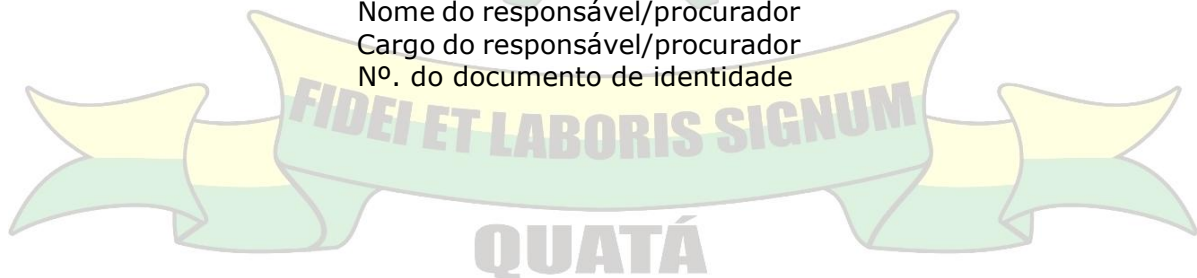 Nome do responsável/procurador
Cargo do responsável/procurador
Nº. do documento de identidade
FIDEI ET LABORIS SIGNUM
QUATÁ